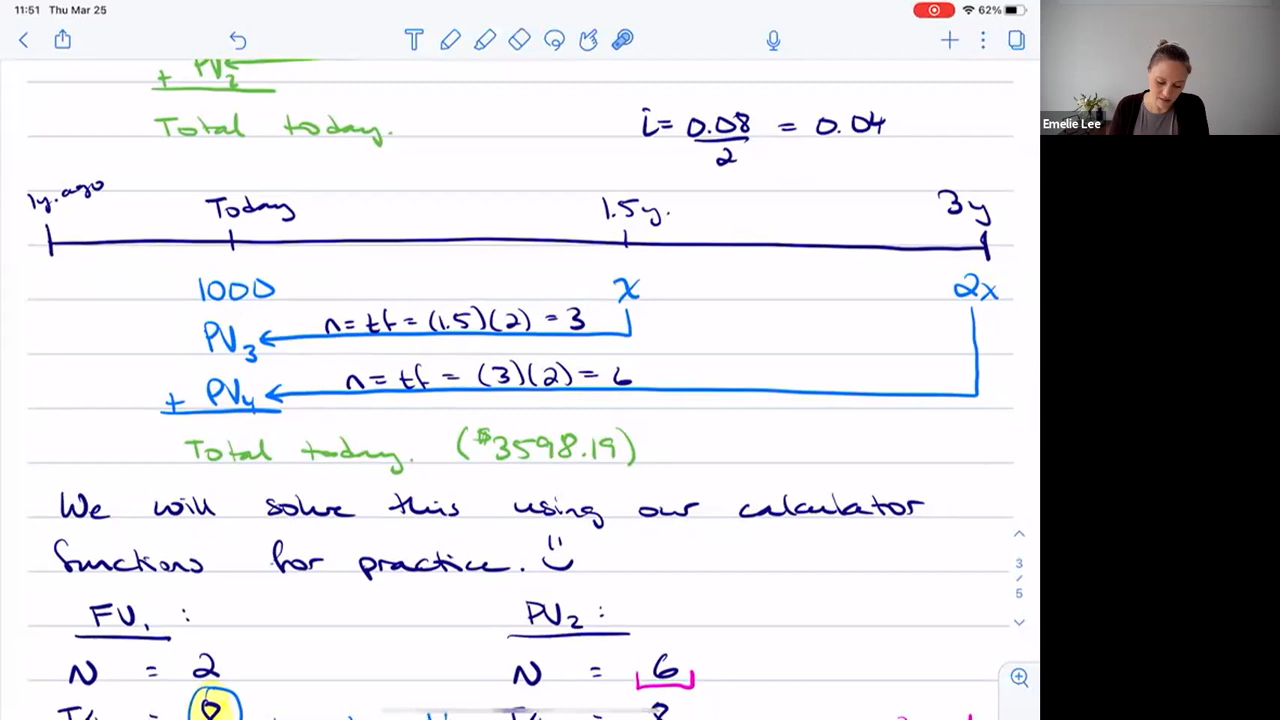 11:51 Thu Mar 25
62%
Emelie Lee
+ PV2
Total today.
i = 0.08 / 2 = 0.04
1y. ago Today 1.5y. 3y
1000 x 2x
PV3 n = tf = (1.5)(2) = 3
+ PV4 n = tf = (3)(2) = 6
Total today. ($3598.19)
We will solve this using our calculator
functions for practice.
FV1 : PV2 :
N = 2 N = 6
8 8
3
/
5